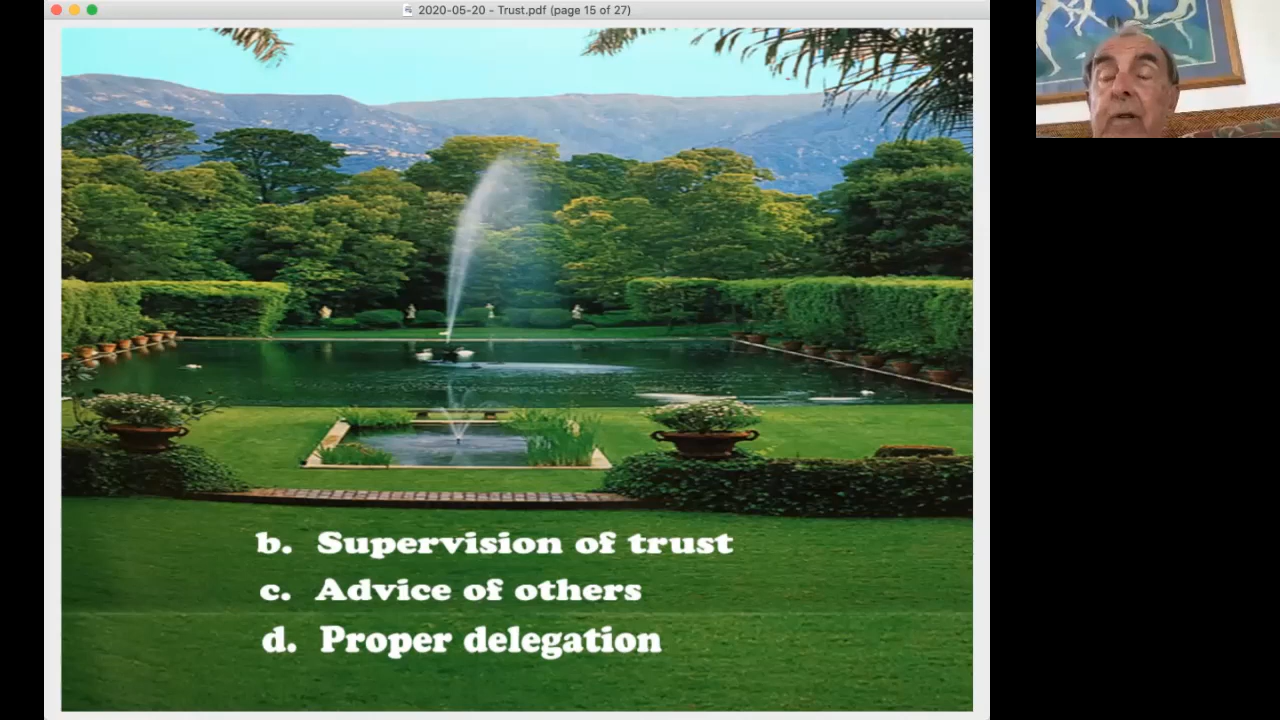 2020-05-20 - Trust.pdf (page 15 of 27)
b. Supervision of trust
c. Advice of others
d. Proper delegation